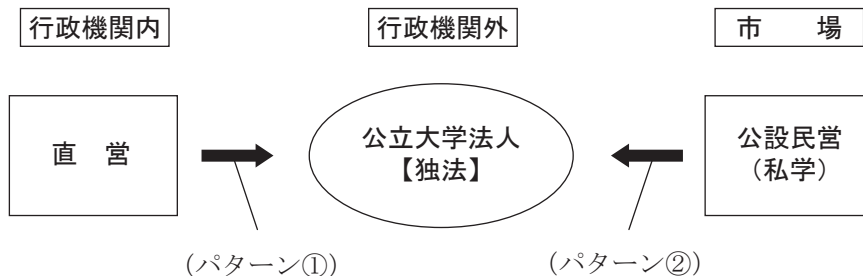 行政機関内
行政機関外
市　場
直　営
公立大学法人
【独法】
公設民営
（私学）
（パターン①）
（パターン②）